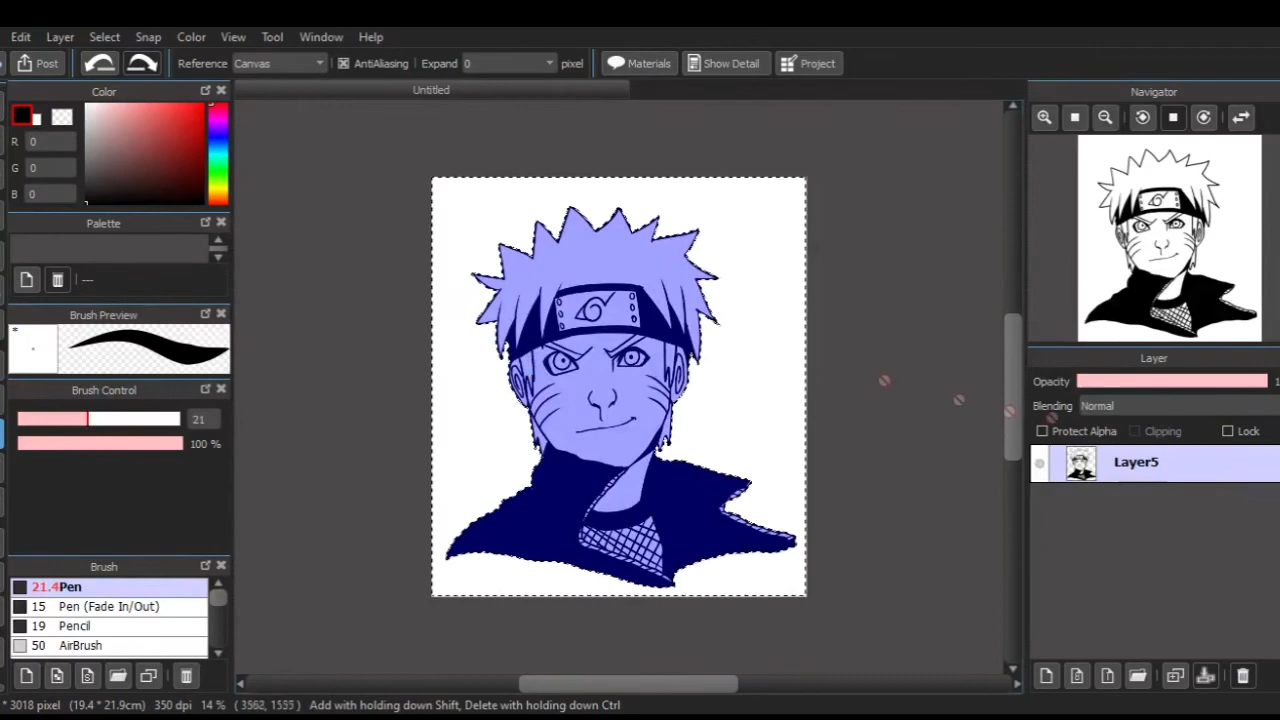 Edit Layer Select Snap Color View Tool Window Help
Post Reference Canvas AntiAliasing Expand 0 pixel Materials Show Detail Project
Color
Untitled
Navigator
R 0
G 0
B 0
Palette
---
Brush Preview
*
Brush Control
21
100 %
Layer
Opacity 1
Blending Normal
Protect Alpha Clipping Lock
Layer5
Brush
21.4 Pen
15 Pen (Fade In/Out)
19 Pencil
50 AirBrush
* 3018 pixel (19.4 * 21.9cm) 350 dpi 14 % ( 3562, 1555 ) Add with holding down Shift, Delete with holding down Ctrl